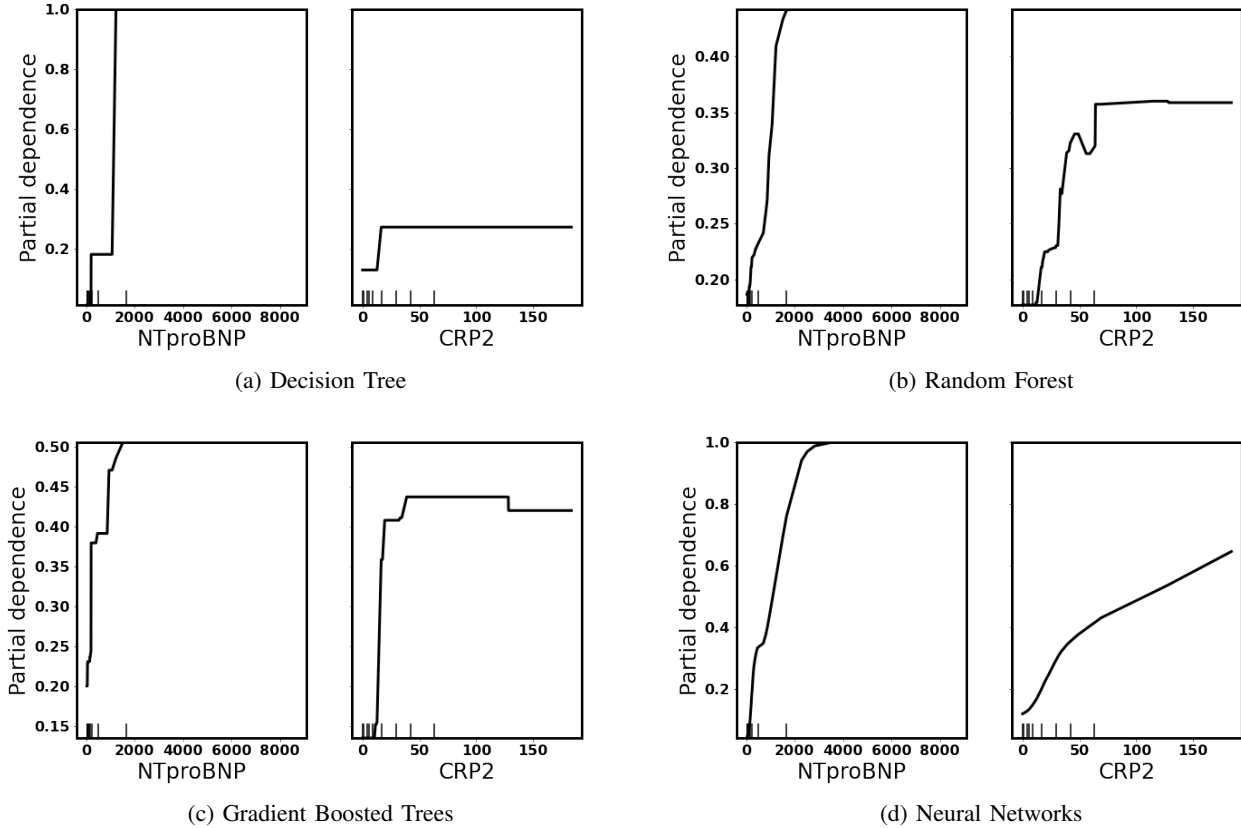 1.0
0.8
0.6
0.4
0.2
Partial dependence
0 2000 4000 6000 8000
NTproBNP
0 50 100 150
CRP2
(a) Decision Tree
0.40
0.35
0.30
0.25
0.20
Partial dependence
0 2000 4000 6000 8000
NTproBNP
0 50 100 150
CRP2
(b) Random Forest
0.50
0.45
0.40
0.35
0.30
0.25
0.20
0.15
Partial dependence
0 2000 4000 6000 8000
NTproBNP
0 50 100 150
CRP2
(c) Gradient Boosted Trees
1.0
0.8
0.6
0.4
0.2
Partial dependence
0 2000 4000 6000 8000
NTproBNP
0 50 100 150
CRP2
(d) Neural Networks